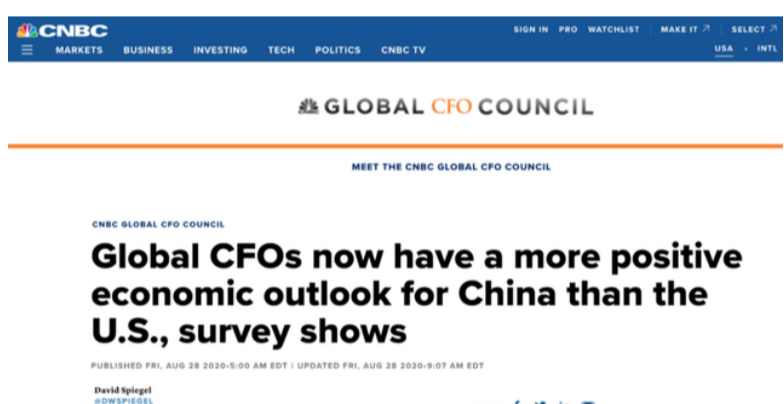 CNBC
SIGN IN PRO WATCHLIST MAKE IT SELECT
MARKETS BUSINESS INVESTING TECH POLITICS CNBC TV
USA · INTL
GLOBAL CFO COUNCIL
MEET THE CNBC GLOBAL CFO COUNCIL
CNBC GLOBAL CFO COUNCIL
Global CFOs now have a more positive
economic outlook for China than the
U.S., survey shows
PUBLISHED FRI, AUG 28 2020-5:00 AM EDT | UPDATED FRI, AUG 28 2020-9:07 AM EDT
David Spiegel
@DWSPIEGEL